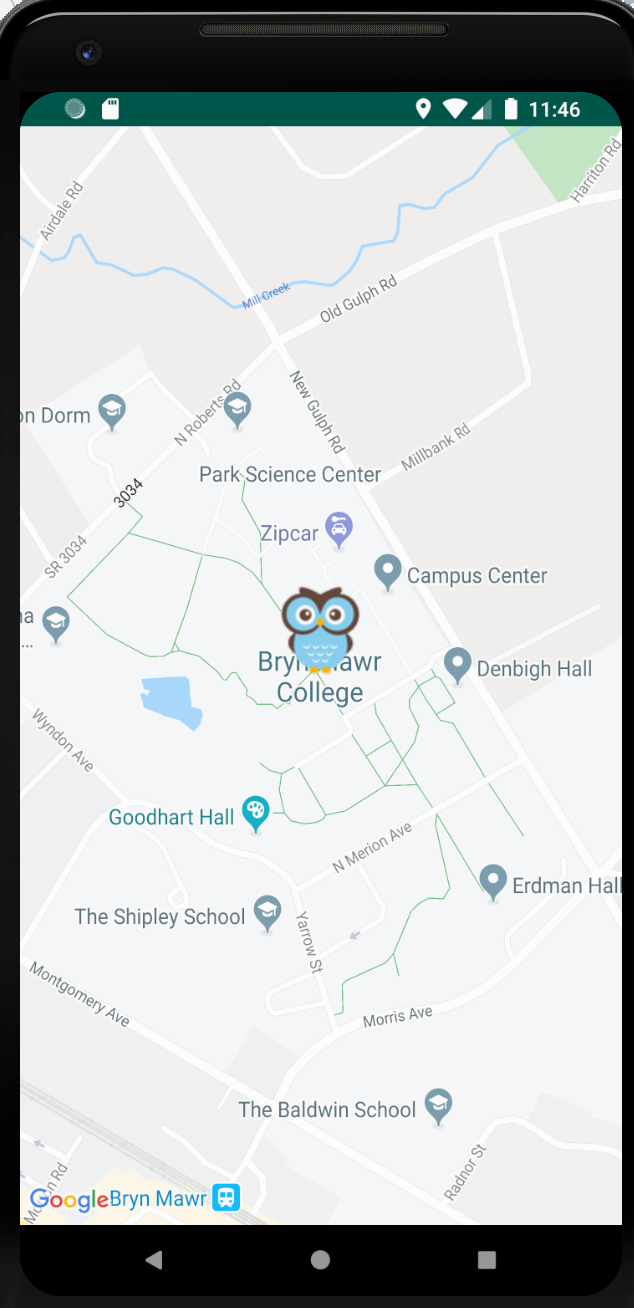 11:46
Harriton Rd
Airdale Rd
Mill Creek
Old Gulph Rd
on Dorm
N Roberts Rd
New Gulph Rd
Millbank Rd
Park Science Center
3034
Zipcar
SR 3034
Campus Center
na
...
Bryn Mawr
College
Denbigh Hall
Wyndon Ave
Goodhart Hall
N Merion Ave
Erdman Hall
The Shipley School
Yarrow St
Montgomery Ave
Morris Ave
The Baldwin School
Radnor St
Rd
Google
Bryn Mawr